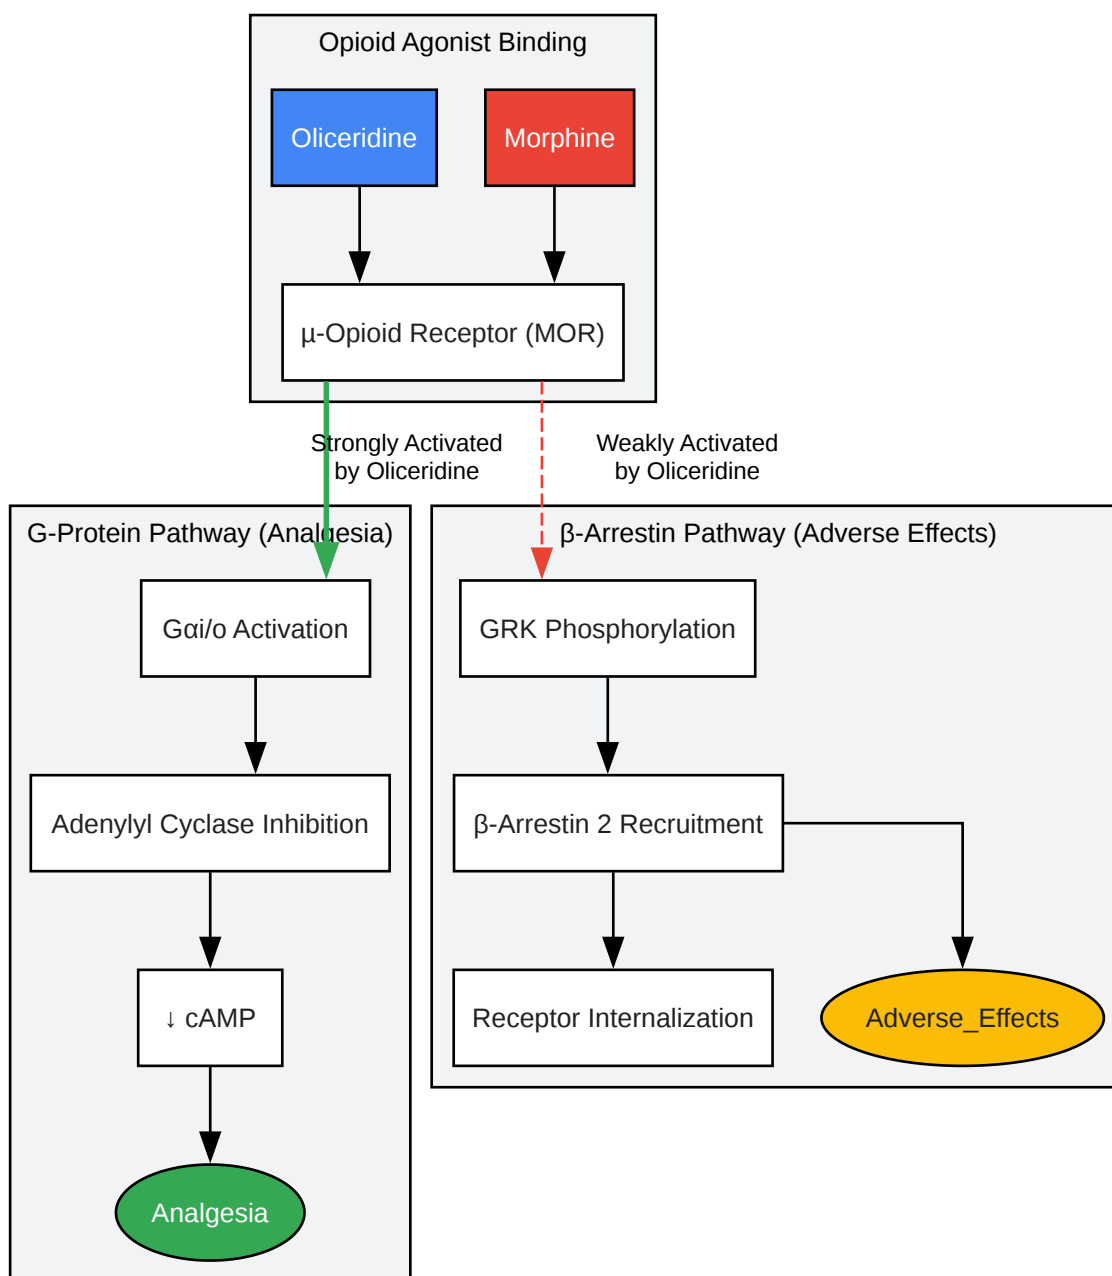 Opioid Agonist Binding
Oliceridine
Morphine
µ-Opioid Receptor (MOR)
Strongly Activated
by Oliceridine
Weakly Activated
by Oliceridine
G-Protein Pathway (Analgesia)
β-Arrestin Pathway (Adverse Effects)
Gαi/o Activation
GRK Phosphorylation
Adenylyl Cyclase Inhibition
β-Arrestin 2 Recruitment
↓ cAMP
Receptor Internalization
Adverse_Effects
Analgesia